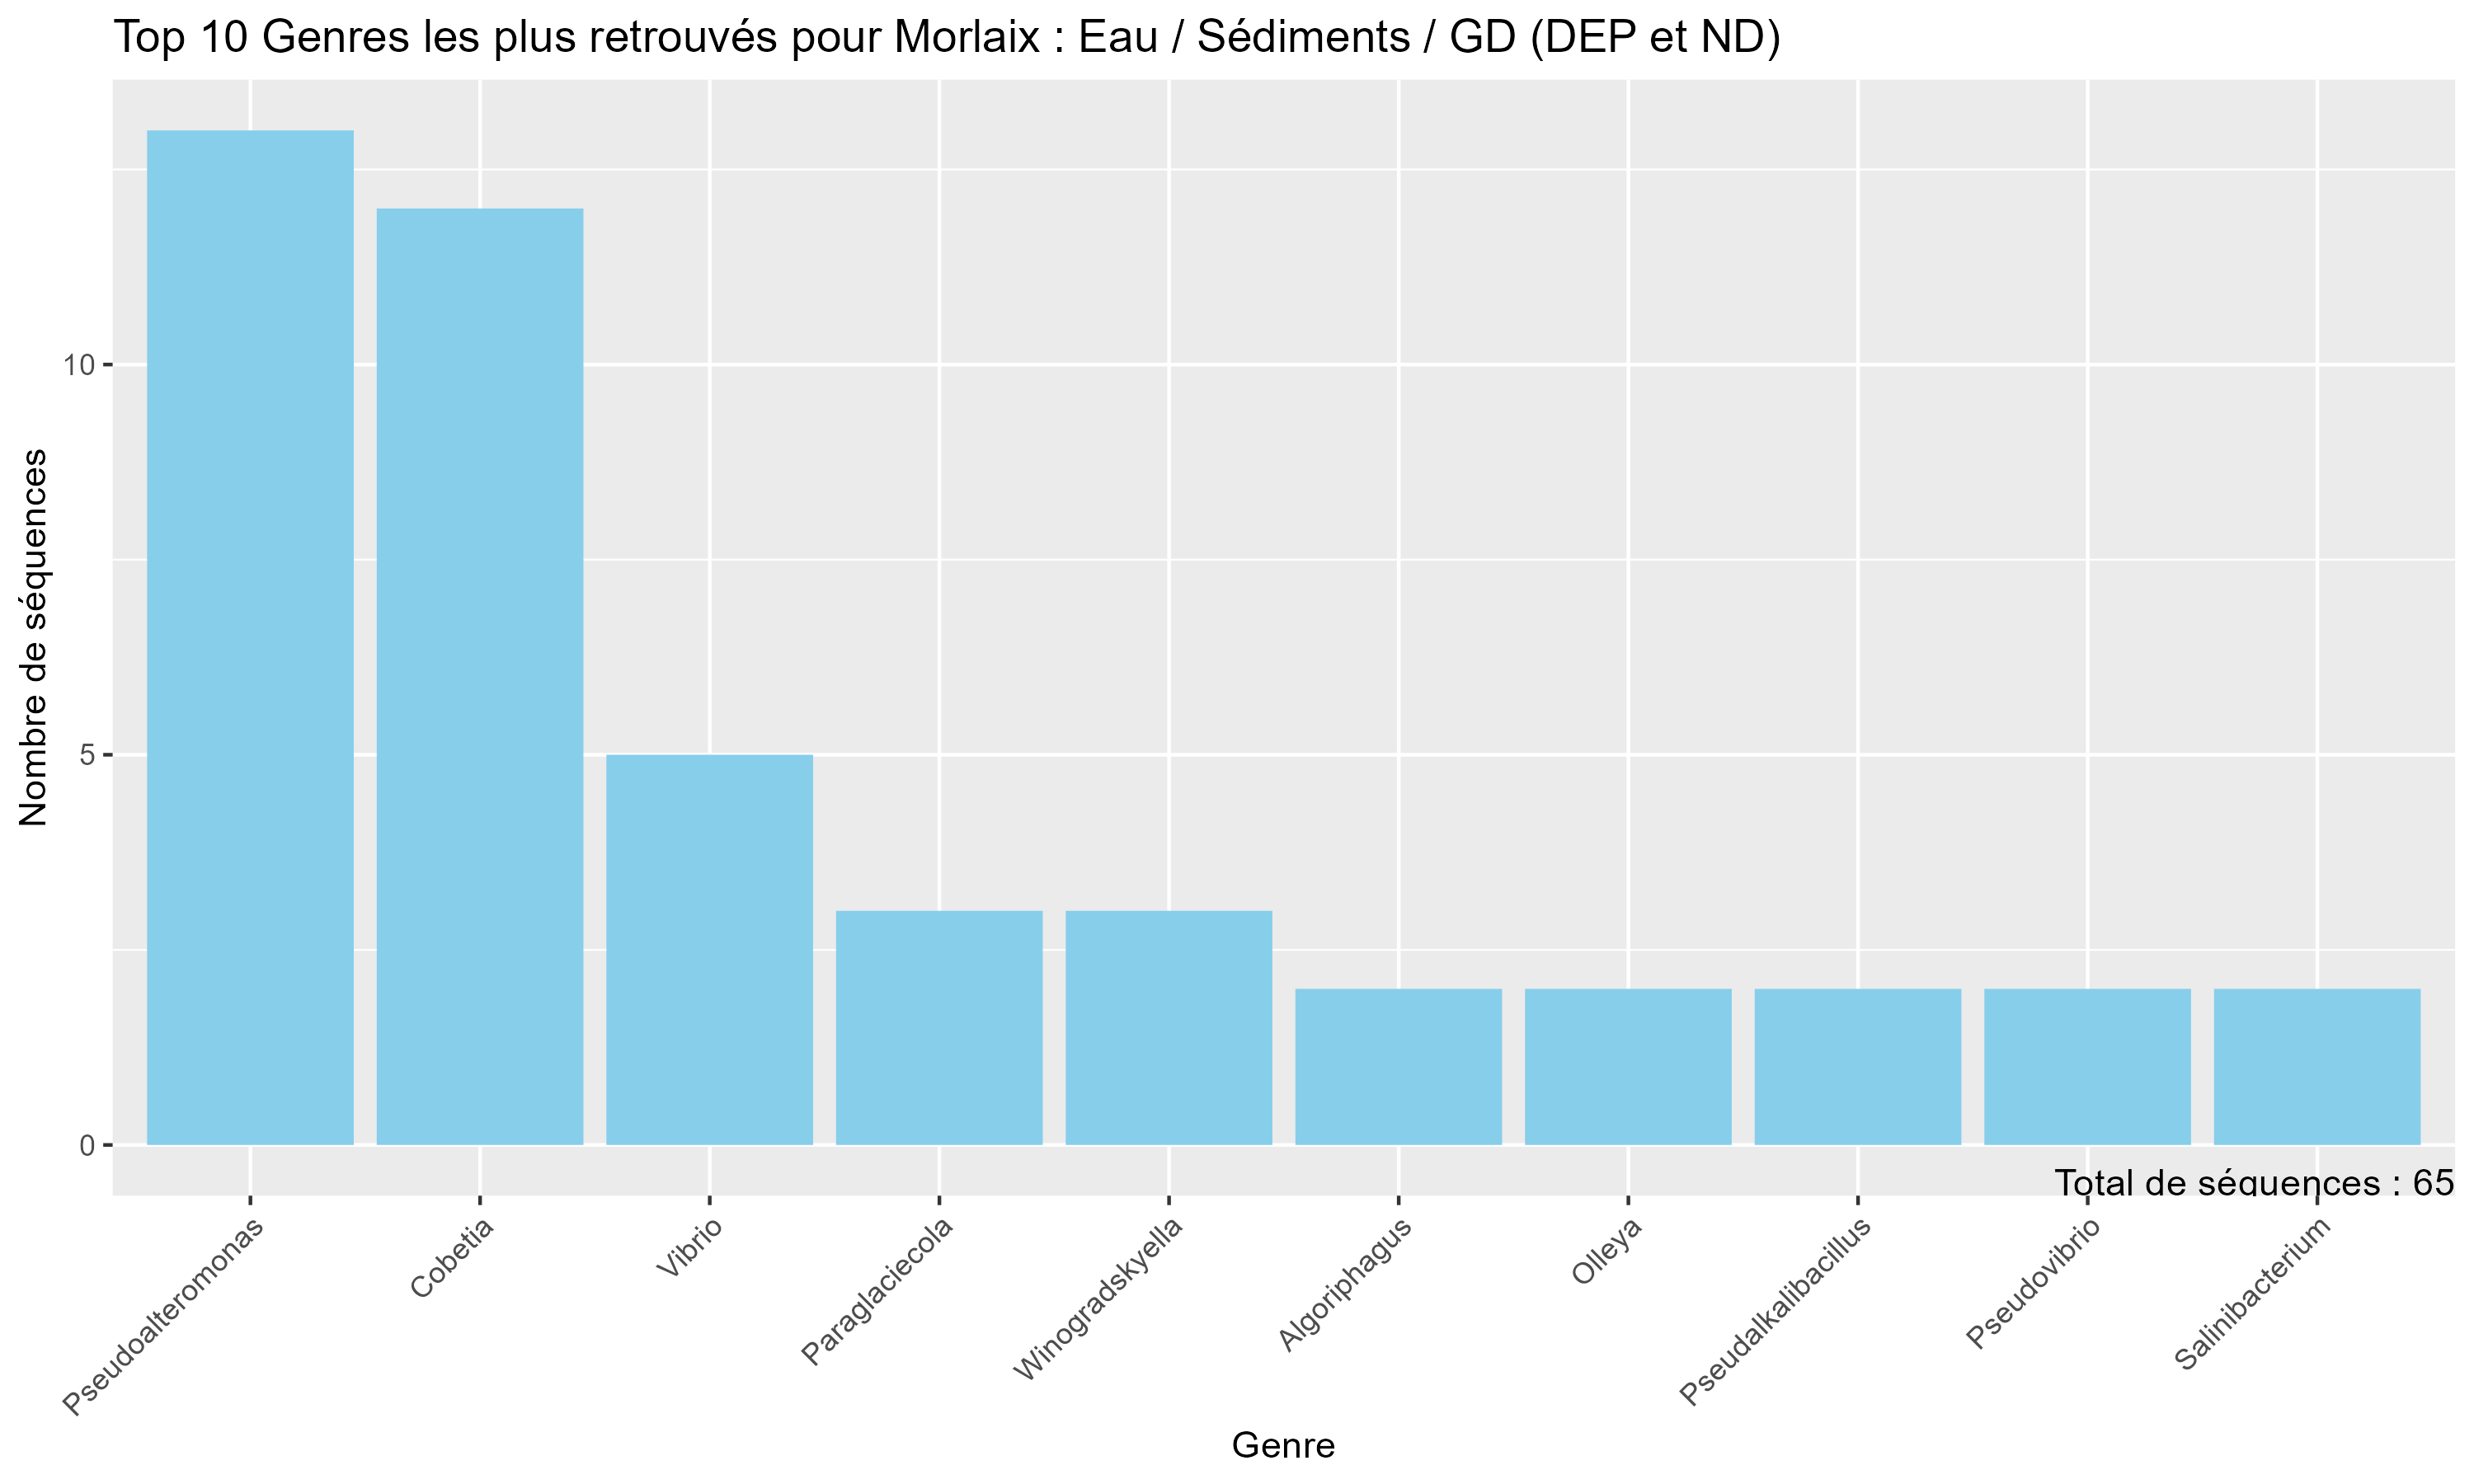 Top 10 Genres les plus retrouvés pour Morlaix : Eau / Sédiments / GD (DEP et ND)
Nombre de séquences
10
5
0
Total de séquences : 65
Pseudoalteromonas
Cobetia
Vibrio
Paraglaciecola
Winogradskyella
Algoriphagus
Olleya
Pseudalkalibacillus
Pseudovibrio
Salinibacterium
Genre